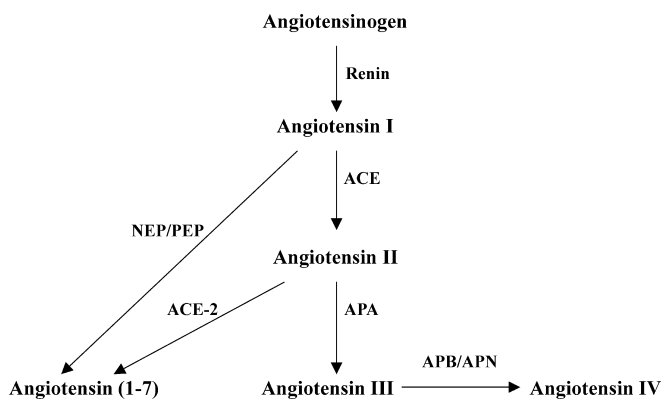 Angiotensinogen
Renin
Angiotensin I
ACE
NEP/PEP
Angiotensin II
ACE-2
APA
APB/APN
Angiotensin (1-7)
Angiotensin III
Angiotensin IV